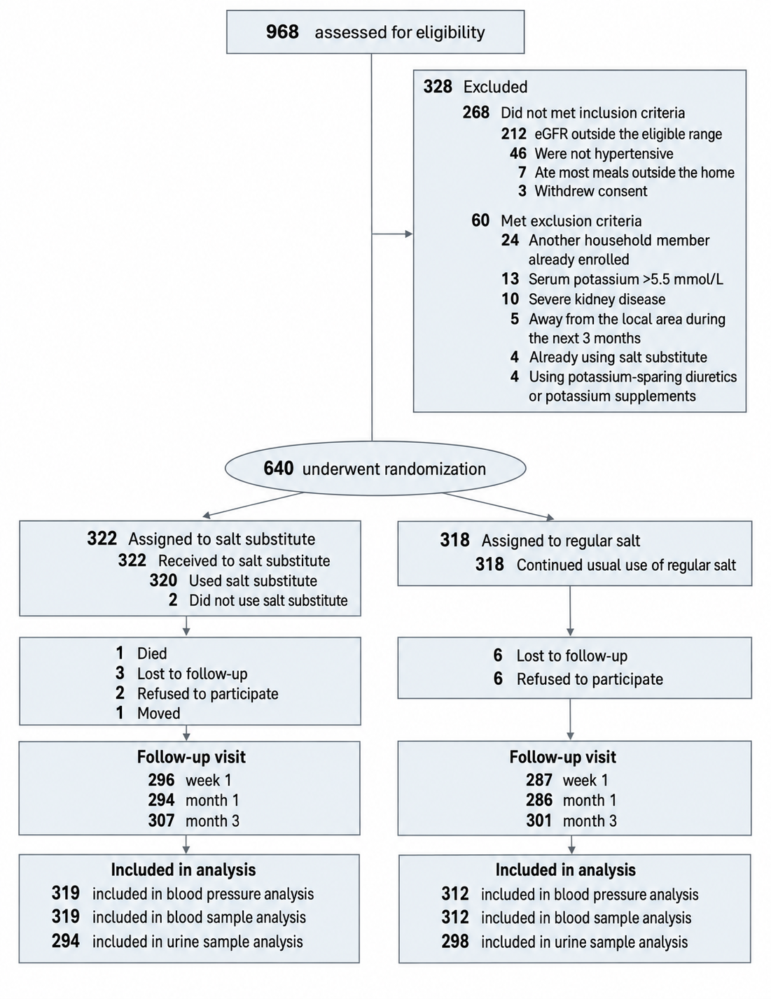 968 assessed for eligibility
328 Excluded
268 Did not met inclusion criteria
212 eGFR outside the eligible range
46 Were not hypertensive
7 Ate most meals outside the home
3 Withdrew consent
60 Met exclusion criteria
24 Another household member
already enrolled
13 Serum potassium >5.5 mmol/L
10 Severe kidney disease
5 Away from the local area during
the next 3 months
4 Already using salt substitute
4 Using potassium-sparing diuretics
or potassium supplements
640 underwent randomization
322 Assigned to salt substitute
322 Received to salt substitute
320 Used salt substitute
2 Did not use salt substitute
318 Assigned to regular salt
318 Continued usual use of regular salt
1 Died
3 Lost to follow-up
2 Refused to participate
1 Moved
6 Lost to follow-up
6 Refused to participate
Follow-up visit
296 week 1
294 month 1
307 month 3
Follow-up visit
287 week 1
286 month 1
301 month 3
Included in analysis
319 included in blood pressure analysis
319 included in blood sample analysis
294 included in urine sample analysis
Included in analysis
312 included in blood pressure analysis
312 included in blood sample analysis
298 included in urine sample analysis